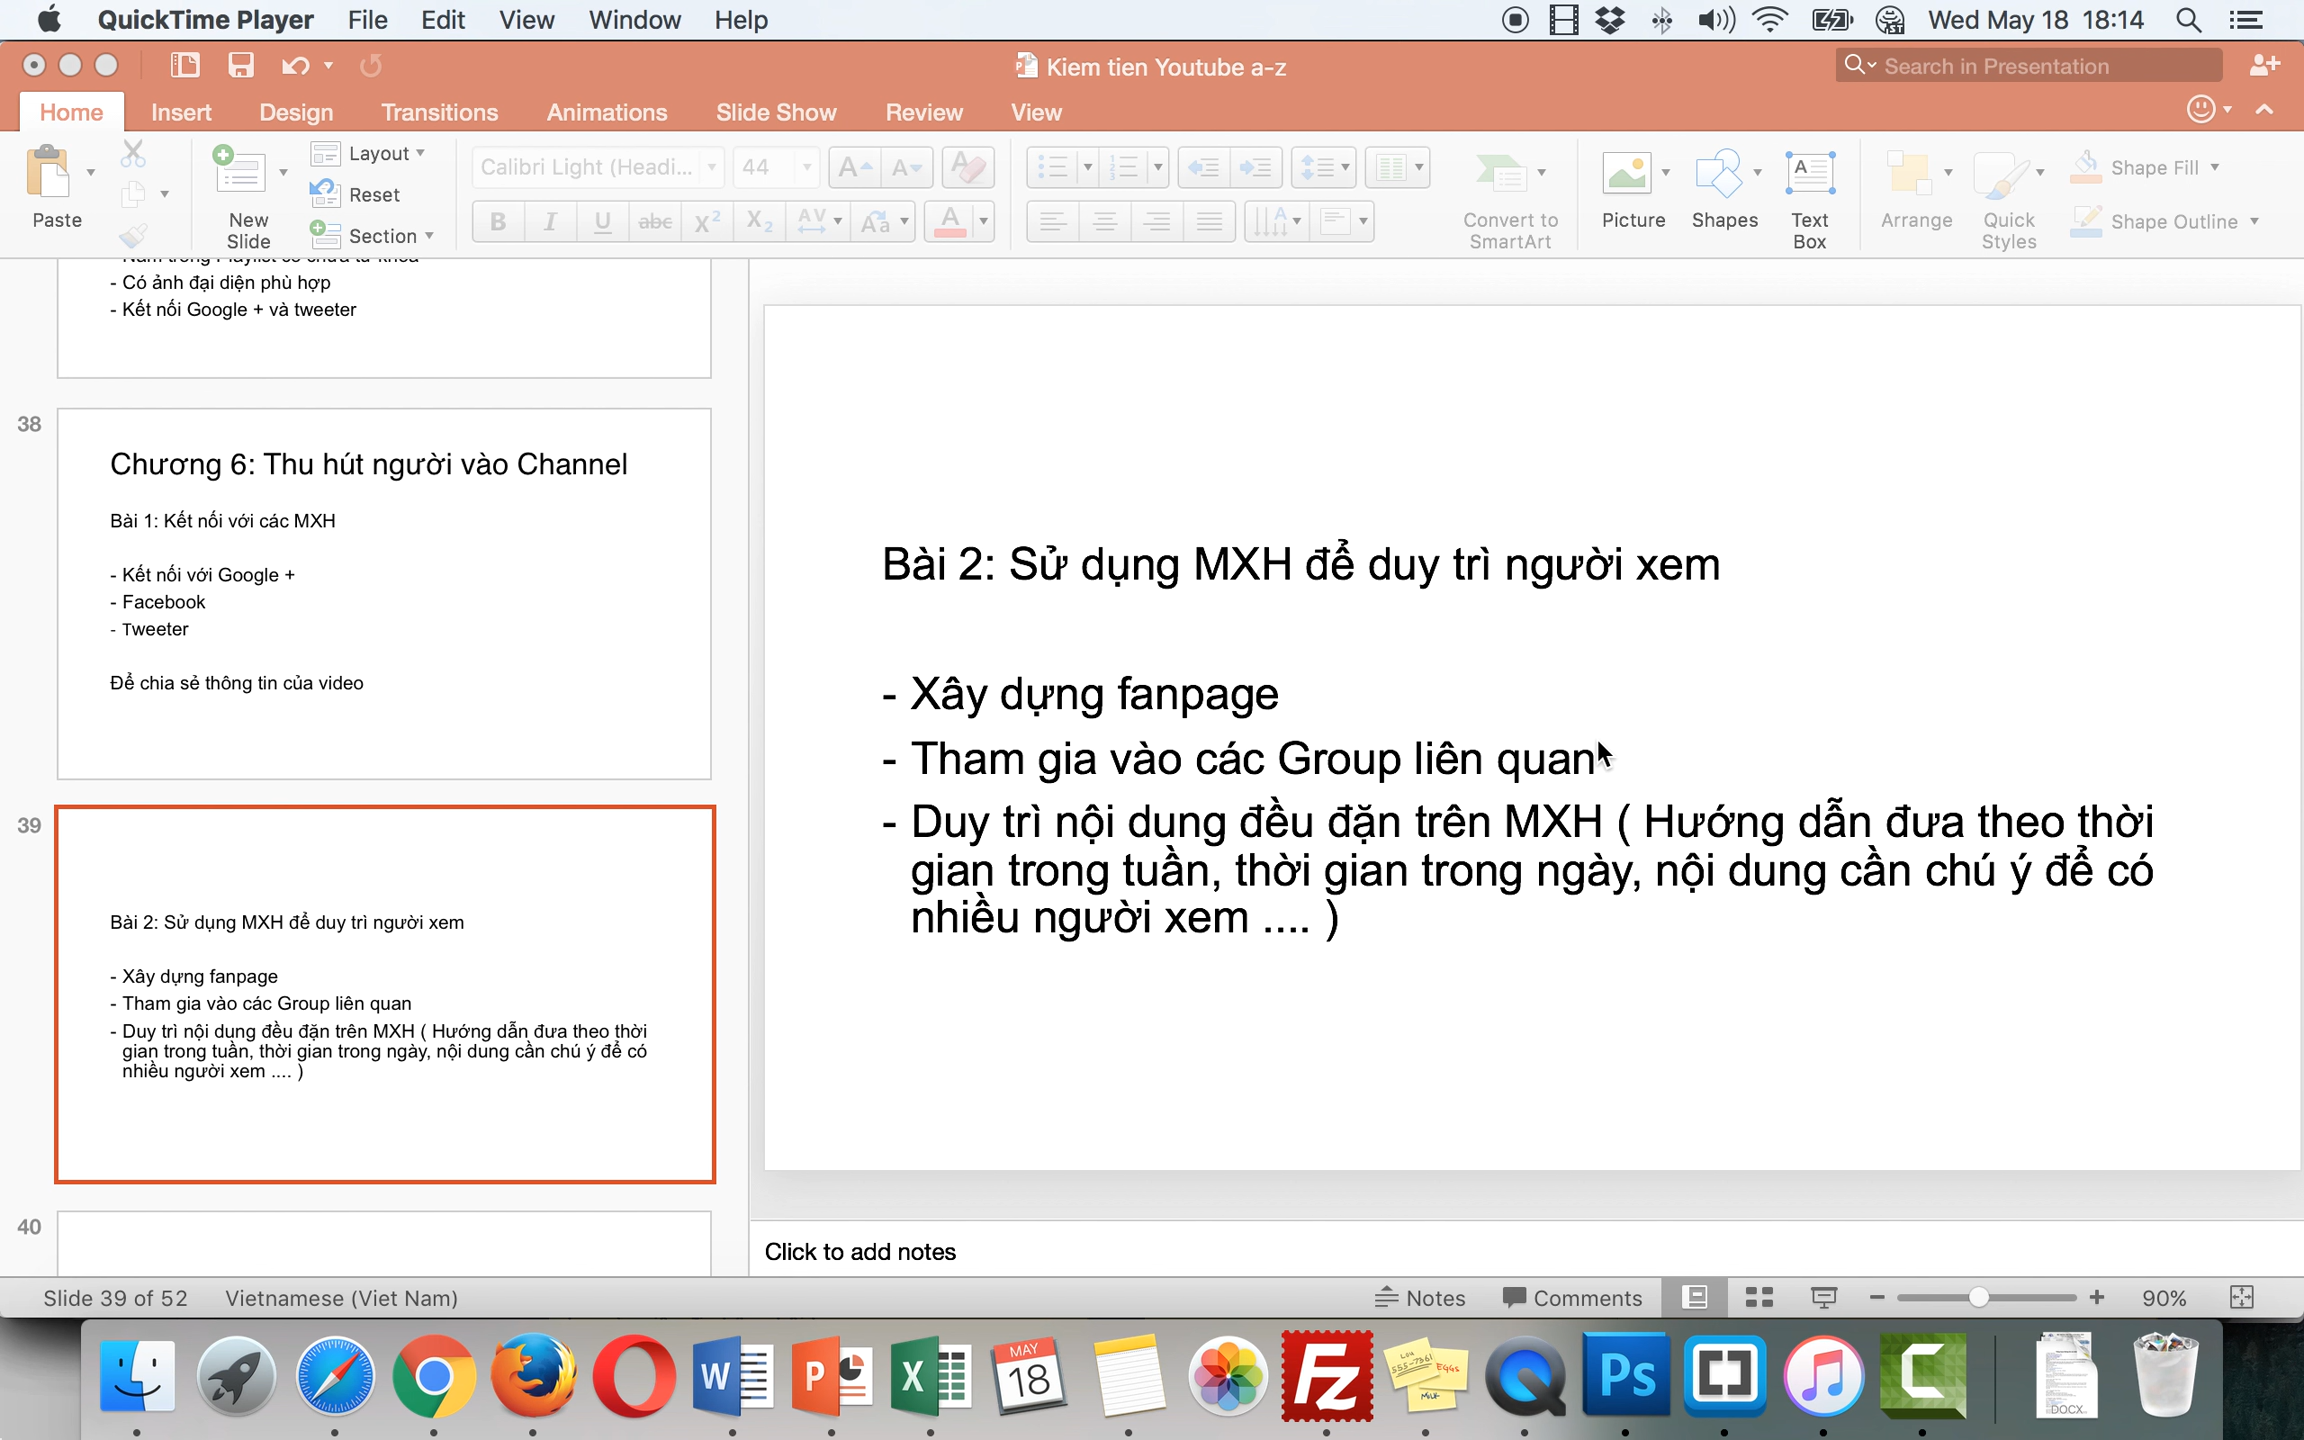 QuickTime Player File Edit View Window Help Wed May 18 18:14
Kiem tien Youtube a-z
Search in Presentation
Home Insert Design Transitions Animations Slide Show Review View
Paste
New Slide
Layout
Reset
Section
Calibri Light (Headi... 44
Convert to SmartArt
Picture
Shapes
Text Box
Arrange
Quick Styles
Shape Fill
Shape Outline
- Có ảnh đại diện phù hợp
- Kết nối Google + và tweeter
38
Chương 6: Thu hút người vào Channel
Bài 1: Kết nối với các MXH
- Kết nối với Google +
- Facebook
- Tweeter
Để chia sẻ thông tin của video
39
Bài 2: Sử dụng MXH để duy trì người xem
- Xây dựng fanpage
- Tham gia vào các Group liên quan
- Duy trì nội dung đều đặn trên MXH ( Hướng dẫn đưa theo thời
gian trong tuần, thời gian trong ngày, nội dung cần chú ý để có
nhiều người xem .... )
40
Bài 2: Sử dụng MXH để duy trì người xem
- Xây dựng fanpage
- Tham gia vào các Group liên quan
- Duy trì nội dung đều đặn trên MXH ( Hướng dẫn đưa theo thời
gian trong tuần, thời gian trong ngày, nội dung cần chú ý để có
nhiều người xem .... )
Click to add notes
Slide 39 of 52 Vietnamese (Viet Nam) Notes Comments 90%
MAY
18
Ps
DOCX